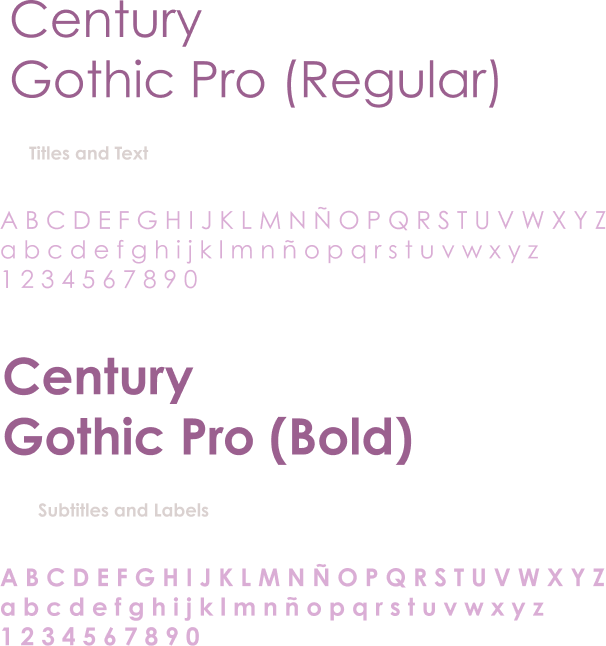 Century
Gothic Pro (Regular)
Titles and Text
A B C D E F G H I J K L M N Ñ O P Q R S T U V W X Y Z
a b c d e f g h i j k l m n ñ o p q r s t u v w x y z
1 2 3 4 5 6 7 8 9 0
Century
Gothic Pro (Bold)
Subtitles and Labels
A B C D E F G H I J K L M N Ñ O P Q R S T U V W X Y Z
a b c d e f g h i j k l m n ñ o p q r s t u v w x y z
1 2 3 4 5 6 7 8 9 0